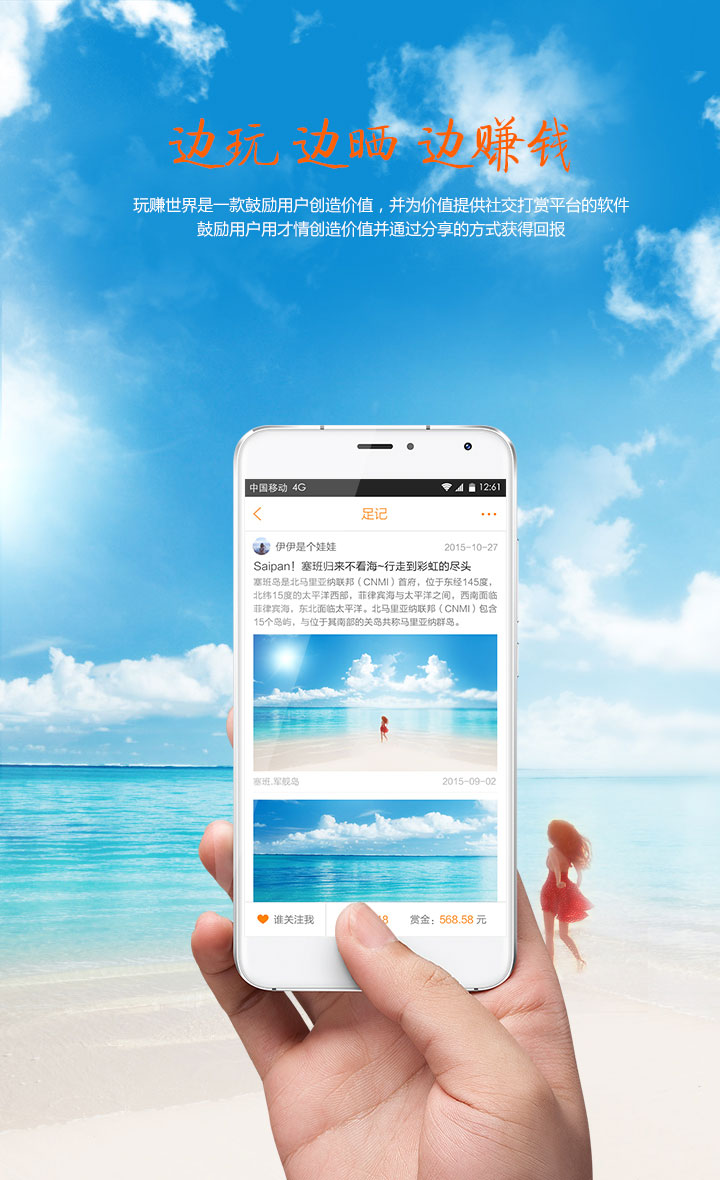 边玩 边晒 边赚钱
玩赚世界是一款鼓励用户创造价值，并为价值提供社交打赏平台的软件
鼓励用户用才情创造价值并通过分享的方式获得回报
中国移动 4G 12:61
足记
伊伊是个娃娃 2015-10-27
Saipan！塞班归来不看海~行走到彩虹的尽头
塞班岛是北马里亚纳联邦（CNMI）首府，位于东经145度，
北纬15度的太平洋西部，菲律宾海与太平洋之间，西南面临
菲律宾海，东北面临太平洋。北马里亚纳联邦（CNMI）包含
15个岛屿，与位于其南部的关岛共称马里亚纳群岛。
塞班.军舰岛 2015-09-02
谁关注我 18 赏金：568.58 元